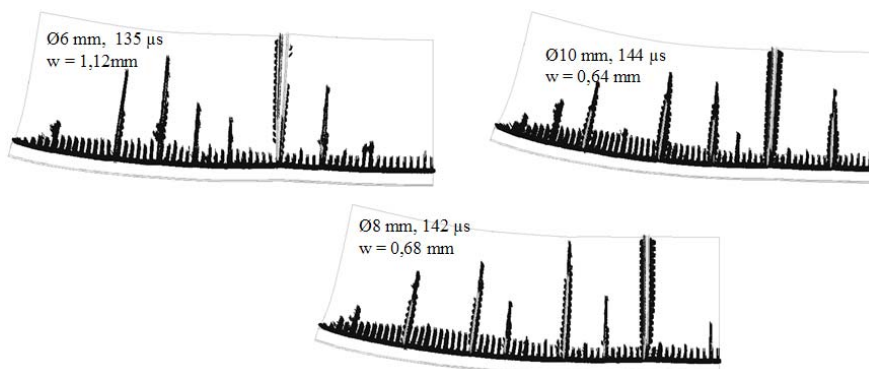 Ø6 mm, 135 µs
w = 1,12mm
Ø10 mm, 144 µs
w = 0,64 mm
Ø8 mm, 142 µs
w = 0,68 mm